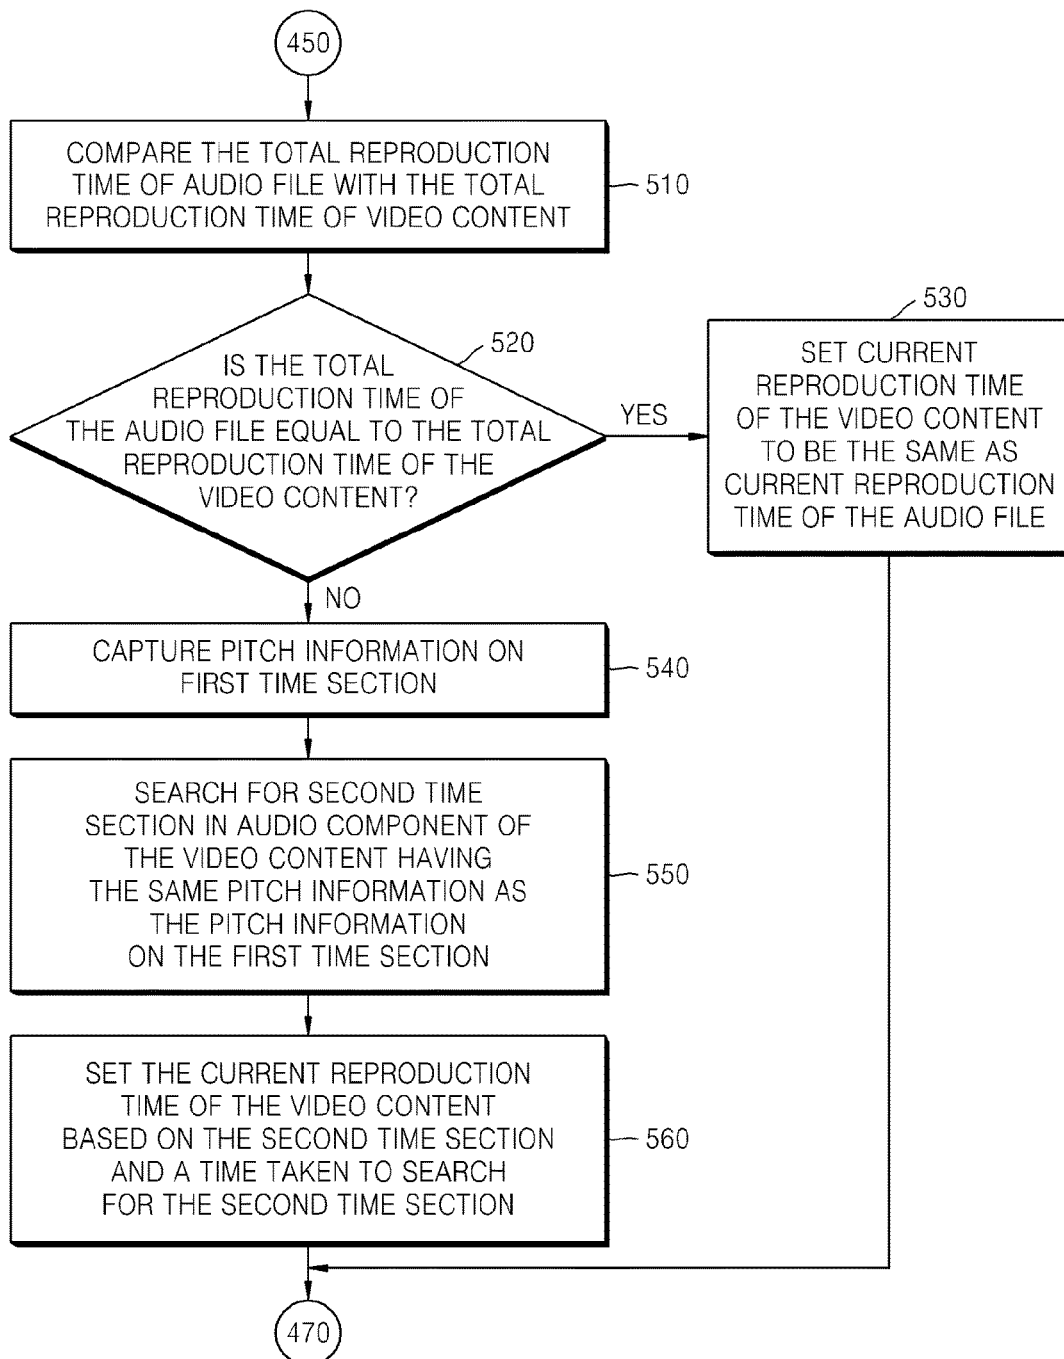 450
COMPARE THE TOTAL REPRODUCTION
TIME OF AUDIO FILE WITH THE TOTAL
REPRODUCTION TIME OF VIDEO CONTENT
510
520
IS THE TOTAL
REPRODUCTION TIME OF
THE AUDIO FILE EQUAL TO THE TOTAL
REPRODUCTION TIME OF THE
VIDEO CONTENT?
YES
530
SET CURRENT
REPRODUCTION TIME
OF THE VIDEO CONTENT
TO BE THE SAME AS
CURRENT REPRODUCTION
TIME OF THE AUDIO FILE
NO
CAPTURE PITCH INFORMATION ON
FIRST TIME SECTION
540
SEARCH FOR SECOND TIME
SECTION IN AUDIO COMPONENT OF
THE VIDEO CONTENT HAVING
THE SAME PITCH INFORMATION AS
THE PITCH INFORMATION
ON THE FIRST TIME SECTION
550
SET THE CURRENT REPRODUCTION
TIME OF THE VIDEO CONTENT
BASED ON THE SECOND TIME SECTION
AND A TIME TAKEN TO SEARCH
FOR THE SECOND TIME SECTION
560
470